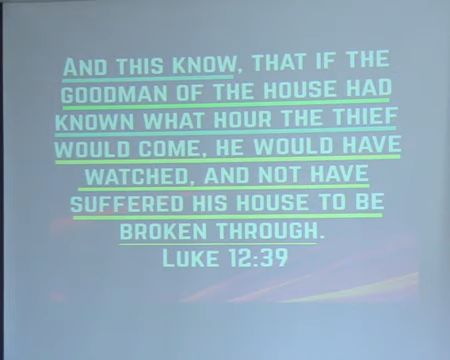 AND THIS KNOW, THAT IF THE
GOODMAN OF THE HOUSE HAD
KNOWN WHAT HOUR THE THIEF
WOULD COME, HE WOULD HAVE
WATCHED, AND NOT HAVE
SUFFERED HIS HOUSE TO BE
BROKEN THROUGH.
LUKE 12:39